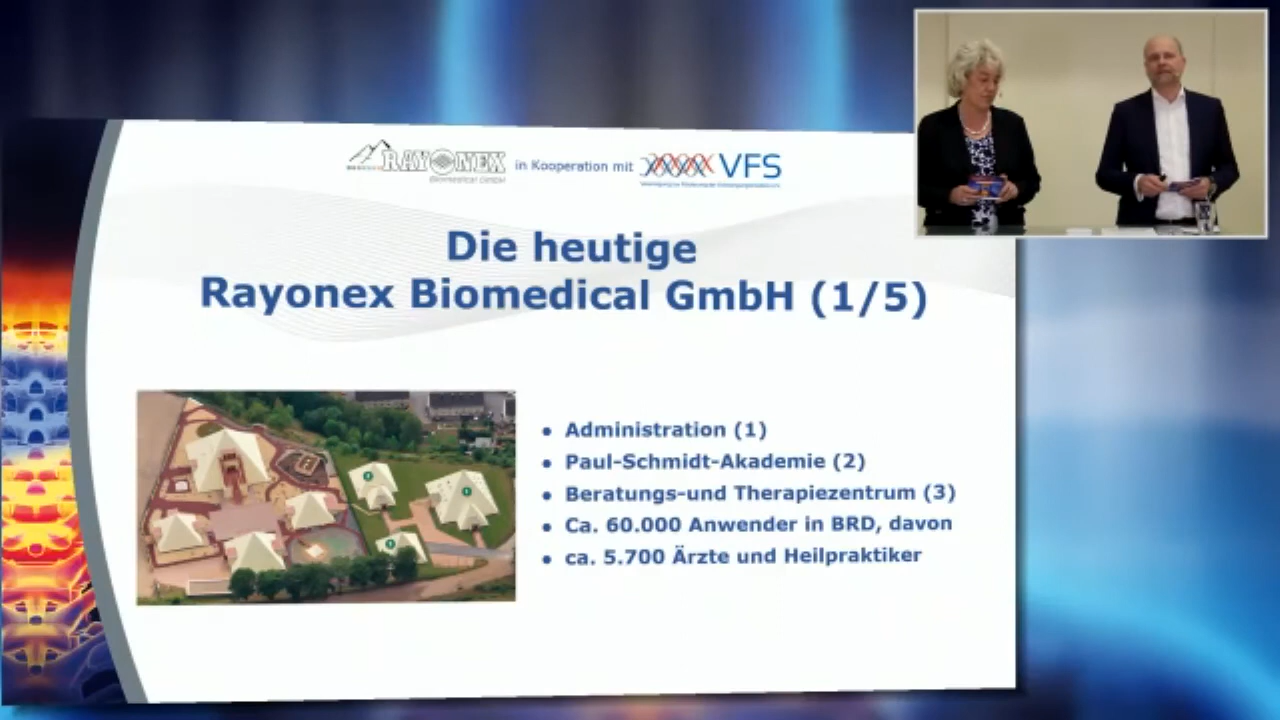 RAYONEX
Biomedical GmbH
in Kooperation mit
VFS
Die heutige
Rayonex Biomedical GmbH (1/5)
• Administration (1)
• Paul-Schmidt-Akademie (2)
• Beratungs-und Therapiezentrum (3)
• Ca. 60.000 Anwender in BRD, davon
• ca. 5.700 Ärzte und Heilpraktiker